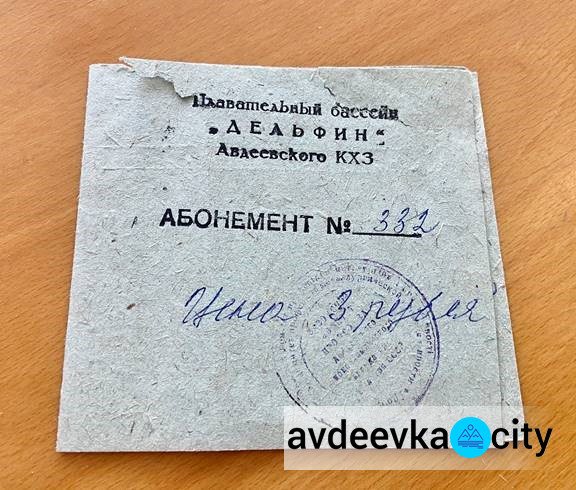 Плавательный бассейн
„ДЕЛЬФИН"
Авдеевского КХЗ
АБОНЕМЕНТ № 332
Цена 3 рубля
avdeevka city